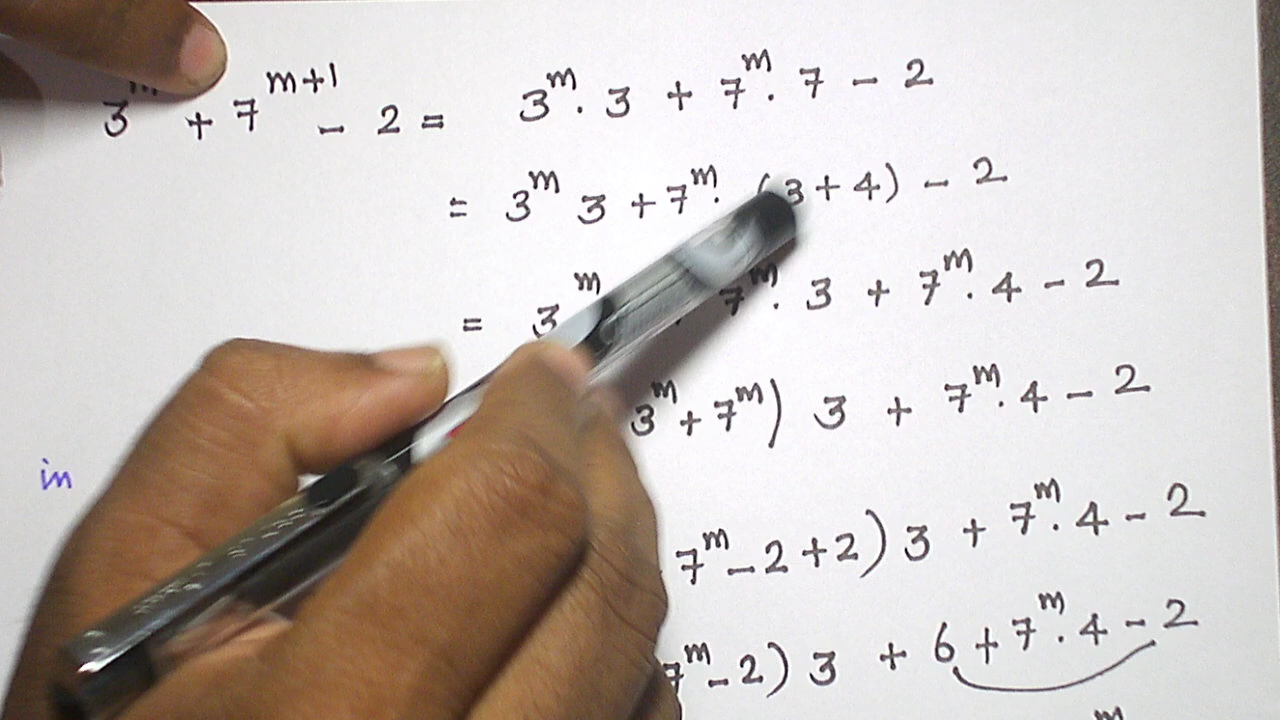 3^m + 7^{m+1} - 2 = 3^m . 3 + 7^m . 7 - 2
= 3^m 3 + 7^m . (3 + 4) - 2
= 3^m 7^m . 3 + 7^m . 4 - 2
3^m + 7^m) 3 + 7^m . 4 - 2
in
7^m - 2 + 2) 3 + 7^m . 4 - 2
7^m - 2) 3 + 6 + 7^m . 4 - 2
m